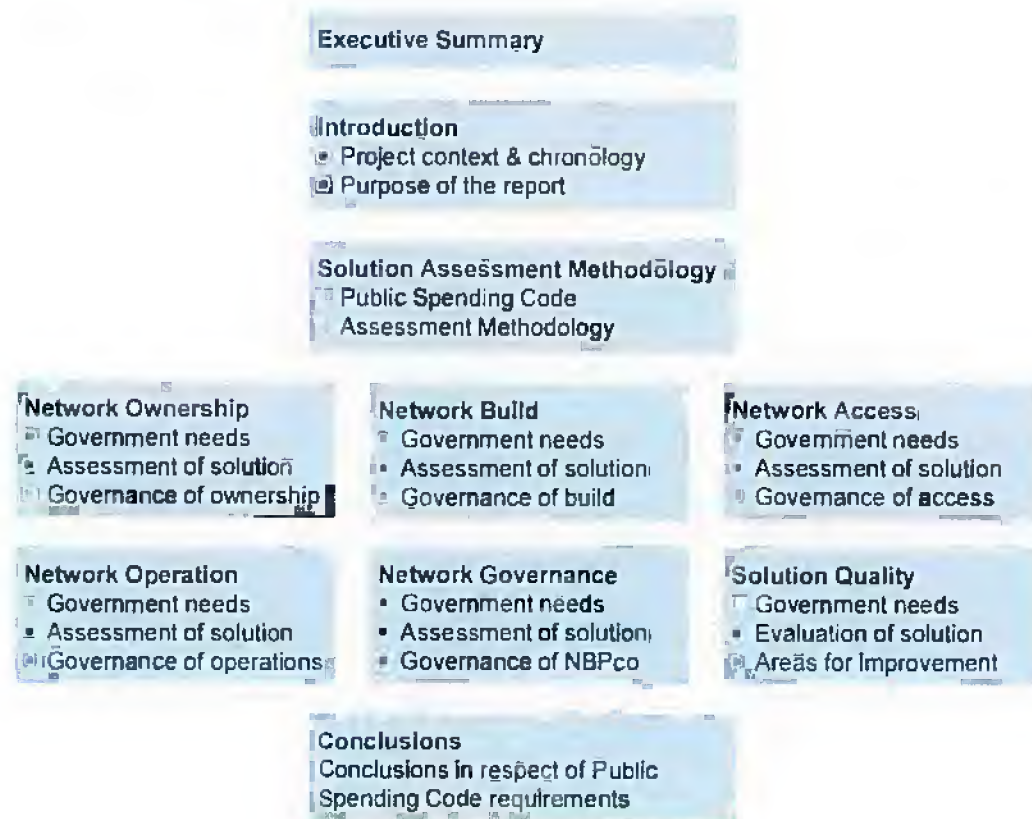 Executive Summary
Introduction
• Project context & chronology
• Purpose of the report
Solution Assessment Methodology
Public Spending Code
Assessment Methodology
Network Ownership
• Government needs
• Assessment of solution
• Governance of ownership
Network Build
• Government needs
• Assessment of solution
• Governance of build
Network Access
• Government needs
• Assessment of solution
• Governance of access
Network Operation
• Government needs
• Assessment of solution
• Governance of operations
Network Governance
• Government needs
• Assessment of solution
• Governance of NBPco
Solution Quality
• Government needs
• Evaluation of solution
• Areas for Improvement
Conclusions
Conclusions in respect of Public
Spending Code requirements